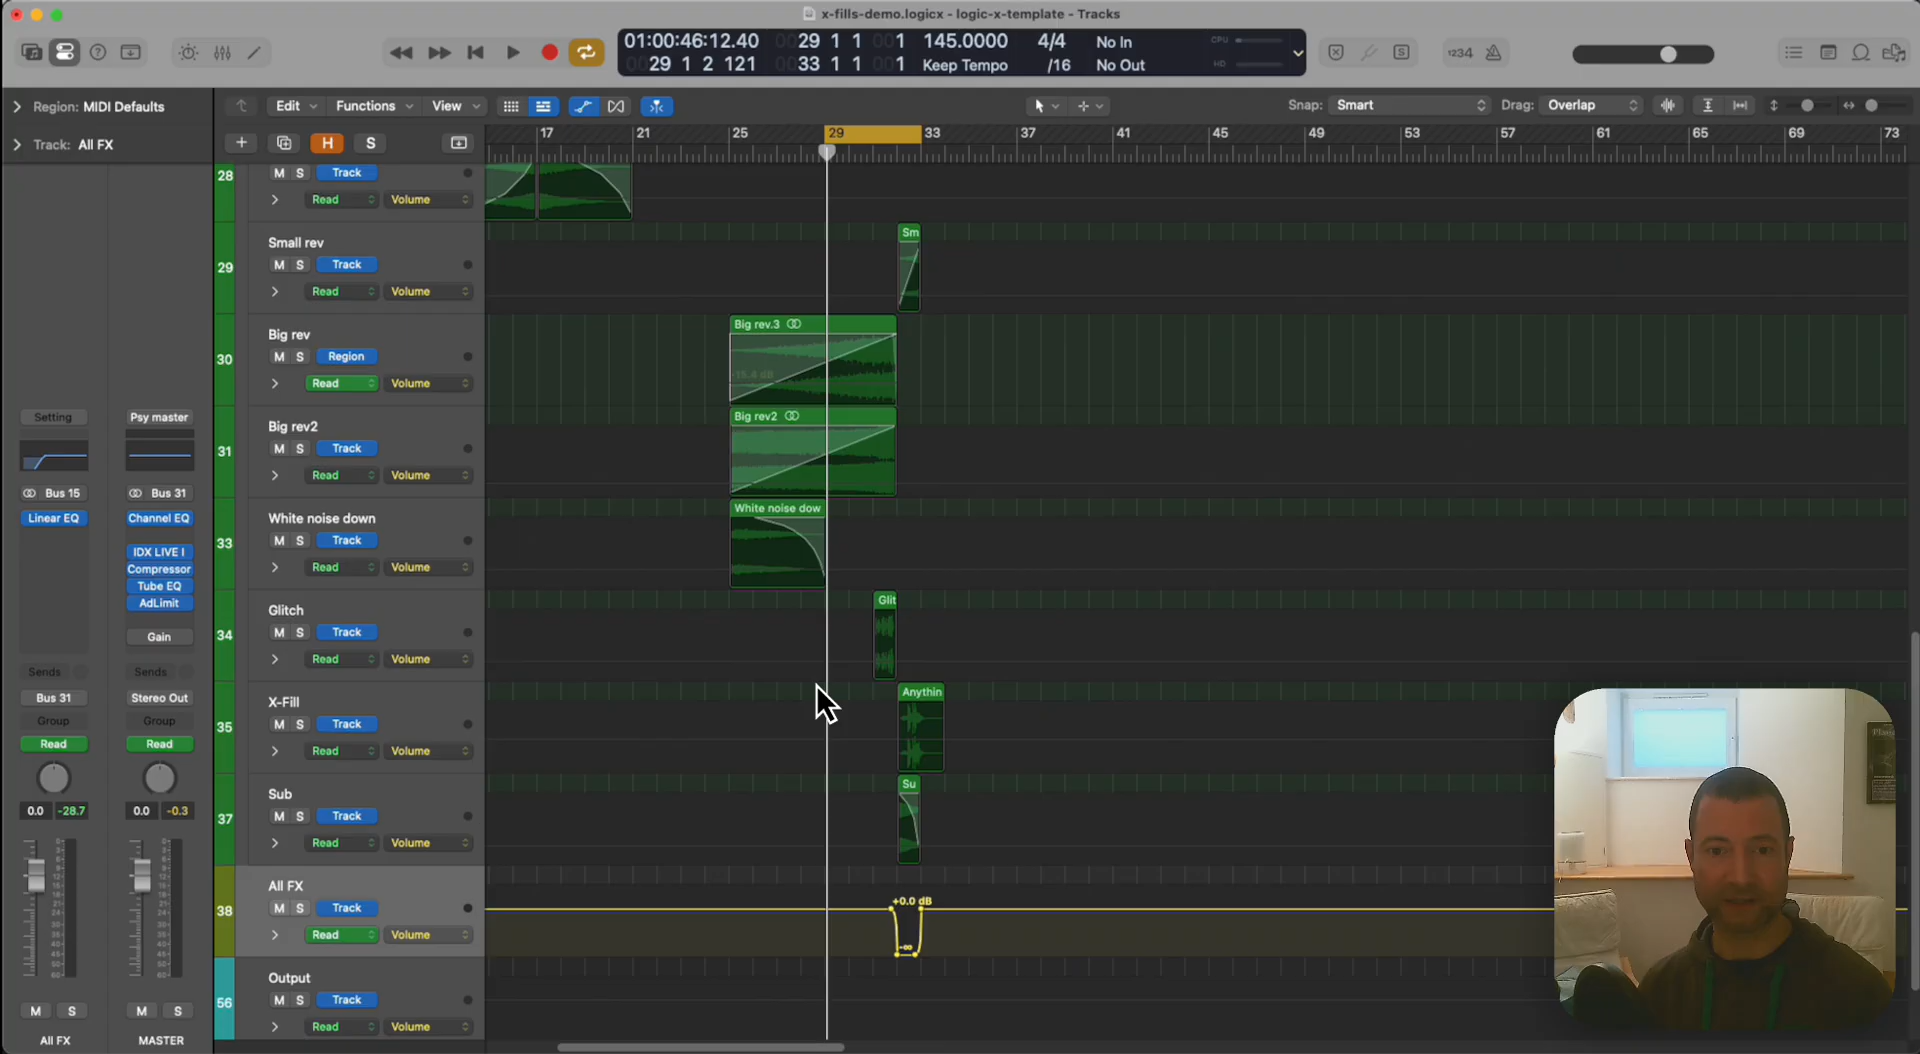 x-fills-demo.logicx - logic-x-template - Tracks
01:00:46:12.40 0029 1 1 001 145.0000 4/4 No In CPU
0029 1 2 121 0033 1 1 001 Keep Tempo /16 No Out HD
1234
Region: MIDI Defaults
Edit Functions View
Snap: Smart Drag: Overlap
Track: All FX
H S
17 21 25 29 33 37 41 45 49 53 57 61 65 69 73
28 M S Track
Read Volume
Small rev
29 M S Track
Read Volume
Sm
Big rev
30 M S Region
Read Volume
Big rev.3
-15.4 dB
Big rev2
31 M S Track
Read Volume
Big rev2
White noise down
33 M S Track
Read Volume
White noise dow
Glitch
34 M S Track
Read Volume
Glit
X-Fill
35 M S Track
Read Volume
Anythin
Sub
37 M S Track
Read Volume
Su
All FX
38 M S Track
Read Volume
+0.0 dB
-∞
Output
56 M S Track
Read Volume
Setting Psy master
Bus 15 Bus 31
Linear EQ Channel EQ
IDX LIVE I
Compressor
Tube EQ
AdLimit
Gain
Sends Sends
Bus 31 Stereo Out
Group Group
Read Read
0.0 -28.7 0.0 -0.3
M S M S
All FX MASTER